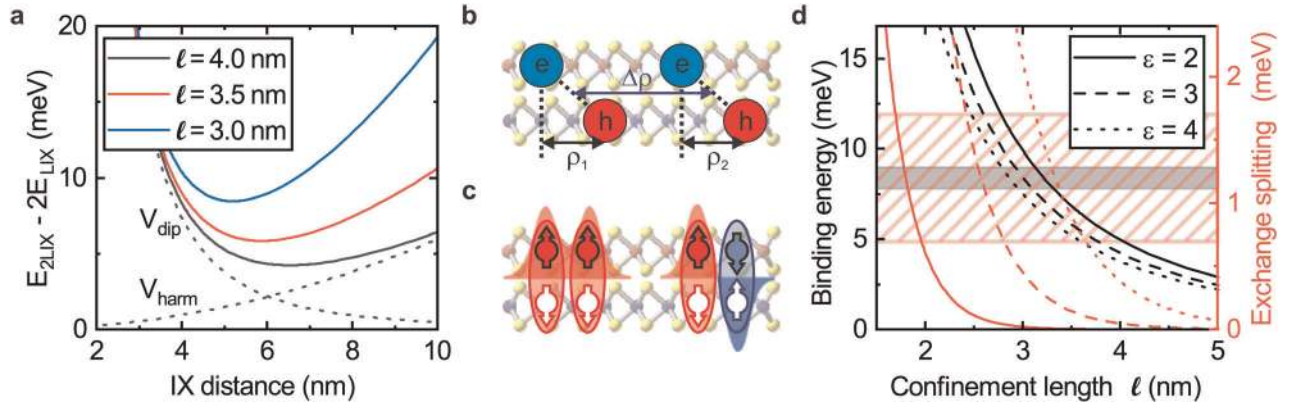 a
20
15
10
5
0
E2LIX - 2ELIX (meV)
ℓ = 4.0 nm
ℓ = 3.5 nm
ℓ = 3.0 nm
Vdip
Vharm
2 4 6 8 10
IX distance (nm)
b
e e
Δρ
h h
ρ1 ρ2
c
d
15
10
5
0
Binding energy (meV)
ε = 2
ε = 3
ε = 4
2
1
0
Exchange splitting (meV)
2 3 4 5
Confinement length ℓ (nm)